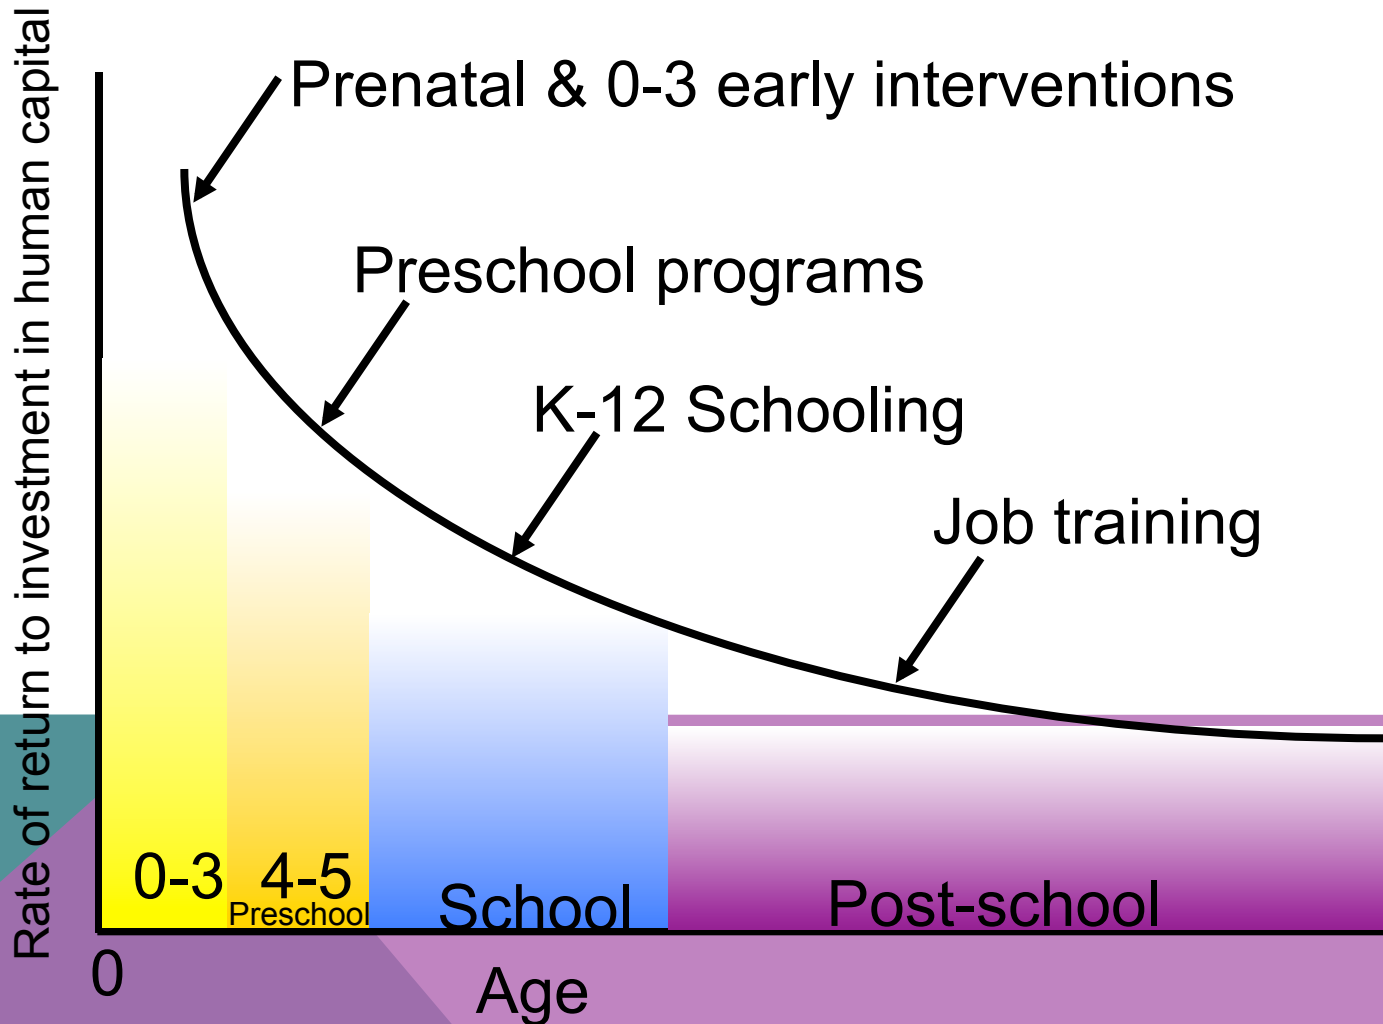 Rate of return to investment in human capital
Prenatal & 0-3 early interventions
Preschool programs
K-12 Schooling
Job training
0-3
4-5
Preschool
School
Post-school
0
Age